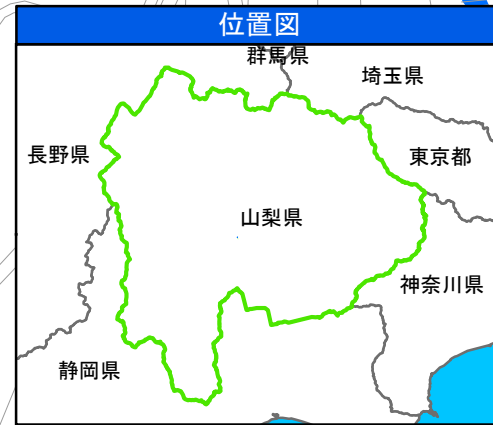 位置図
群馬県
埼玉県
長野県
東京都
山梨県
神奈川県
静岡県